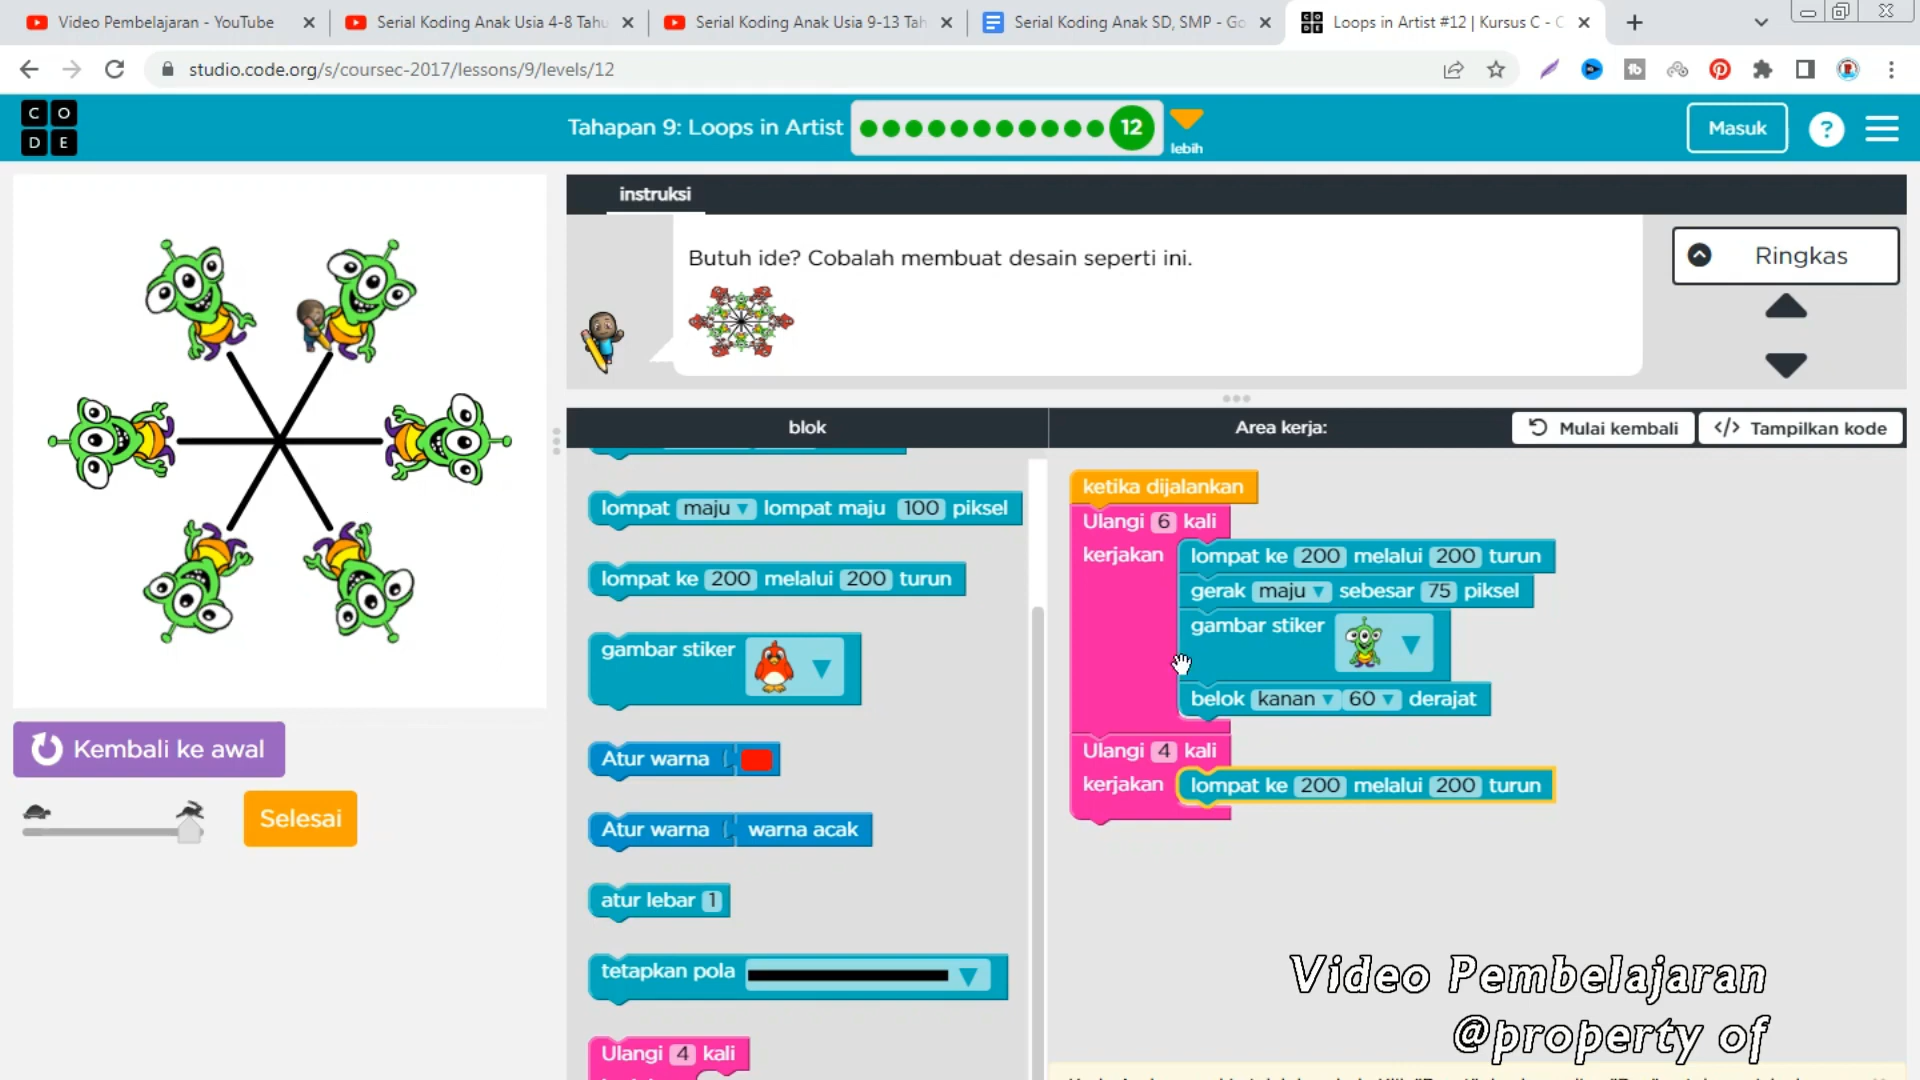 Video Pembelajaran - YouTube
Serial Koding Anak Usia 4-8 Tahu
Serial Koding Anak Usia 9-13 Tah
Serial Koding Anak SD, SMP - Go
Loops in Artist #12 | Kursus C - C
studio.code.org/s/coursec-2017/lessons/9/levels/12
C O
D E
Tahapan 9: Loops in Artist
12
lebih
Masuk
?
instruksi
Butuh ide? Cobalah membuat desain seperti ini.
Ringkas
blok
Area kerja:
Mulai kembali
</> Tampilkan kode
lompat maju lompat maju 100 piksel
lompat ke 200 melalui 200 turun
gambar stiker
Atur warna
Atur warna warna acak
atur lebar 1
tetapkan pola
Ulangi 4 kali
ketika dijalankan
Ulangi 6 kali
kerjakan
lompat ke 200 melalui 200 turun
gerak maju sebesar 75 piksel
gambar stiker
belok kanan 60 derajat
Ulangi 4 kali
kerjakan
lompat ke 200 melalui 200 turun
Kembali ke awal
Selesai
Video Pembelajaran
@property of